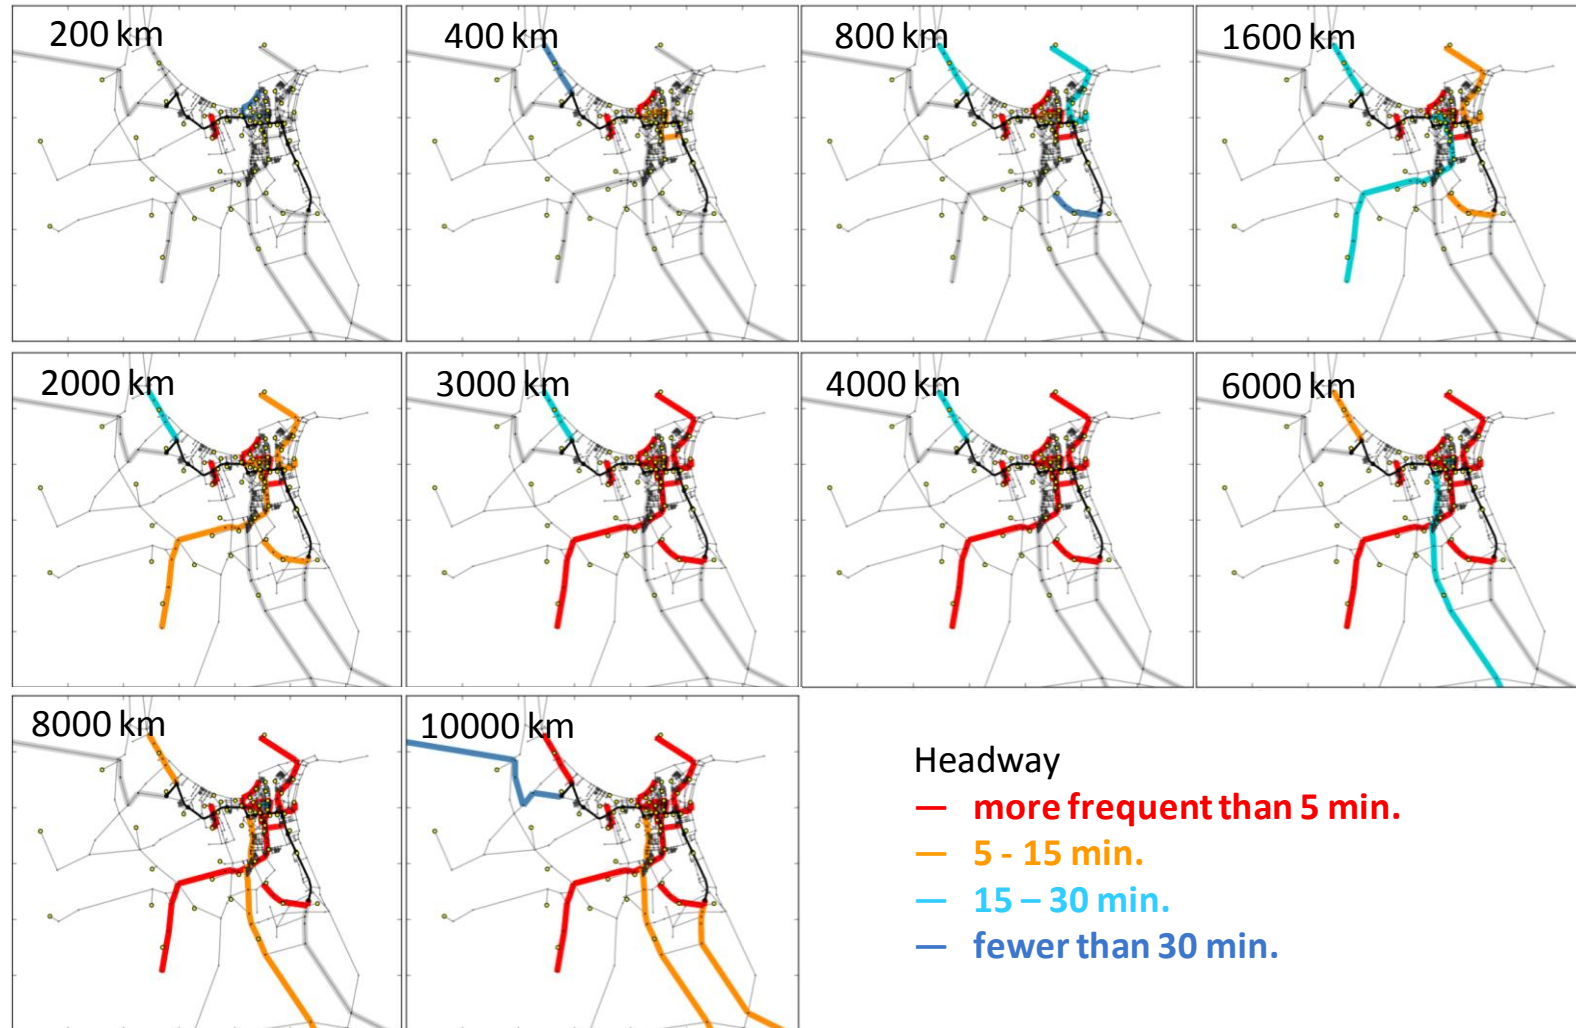 200 km
400 km
800 km
1600 km
2000 km
3000 km
4000 km
6000 km
8000 km
10000 km
Headway
— more frequent than 5 min.
— 5 - 15 min.
— 15 – 30 min.
— fewer than 30 min.